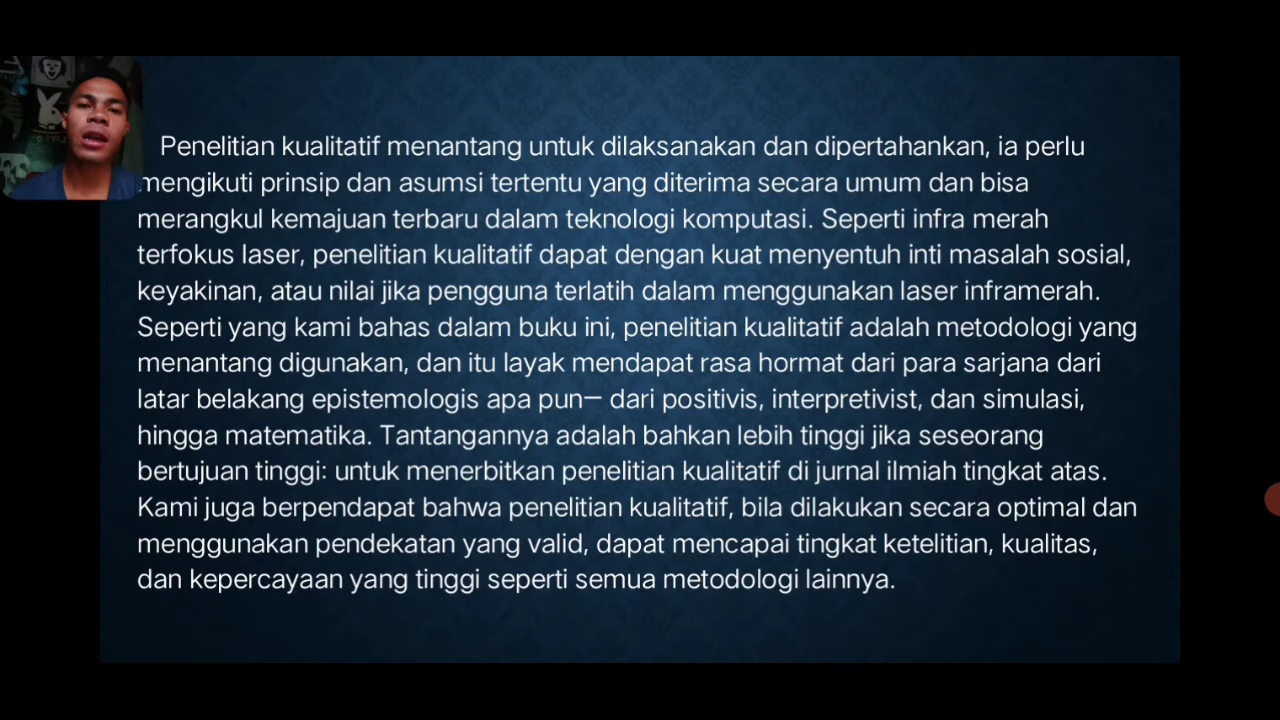 Penelitian kualitatif menantang untuk dilaksanakan dan dipertahankan, ia perlu
mengikuti prinsip dan asumsi tertentu yang diterima secara umum dan bisa
merangkul kemajuan terbaru dalam teknologi komputasi. Seperti infra merah
terfokus laser, penelitian kualitatif dapat dengan kuat menyentuh inti masalah sosial,
keyakinan, atau nilai jika pengguna terlatih dalam menggunakan laser inframerah.
Seperti yang kami bahas dalam buku ini, penelitian kualitatif adalah metodologi yang
menantang digunakan, dan itu layak mendapat rasa hormat dari para sarjana dari
latar belakang epistemologis apa pun— dari positivis, interpretivist, dan simulasi,
hingga matematika. Tantangannya adalah bahkan lebih tinggi jika seseorang
bertujuan tinggi: untuk menerbitkan penelitian kualitatif di jurnal ilmiah tingkat atas.
Kami juga berpendapat bahwa penelitian kualitatif, bila dilakukan secara optimal dan
menggunakan pendekatan yang valid, dapat mencapai tingkat ketelitian, kualitas,
dan kepercayaan yang tinggi seperti semua metodologi lainnya.